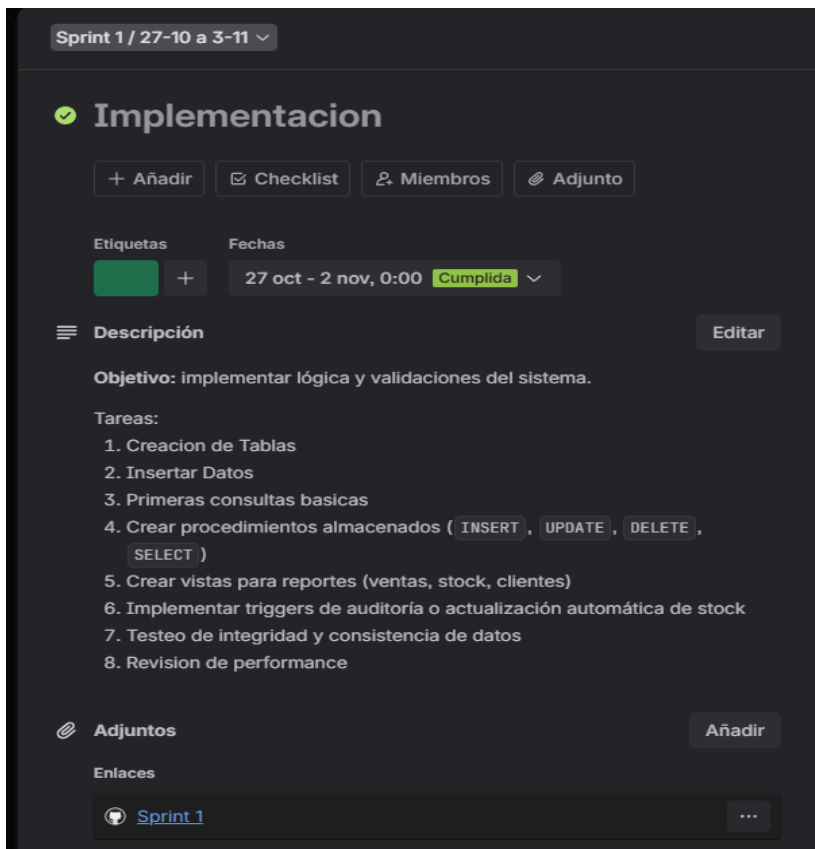 Sprint 1 / 27-10 a 3-11
Implementacion
+ Añadir
Checklist
Miembros
Adjunto
Etiquetas
Fechas
+
27 oct - 2 nov, 0:00 Cumplida
Descripción
Editar
Objetivo: implementar lógica y validaciones del sistema.
Tareas:
1. Creacion de Tablas
2. Insertar Datos
3. Primeras consultas basicas
4. Crear procedimientos almacenados ( INSERT , UPDATE , DELETE ,
SELECT )
5. Crear vistas para reportes (ventas, stock, clientes)
6. Implementar triggers de auditoría o actualización automática de stock
7. Testeo de integridad y consistencia de datos
8. Revision de performance
Adjuntos
Añadir
Enlaces
Sprint 1
...